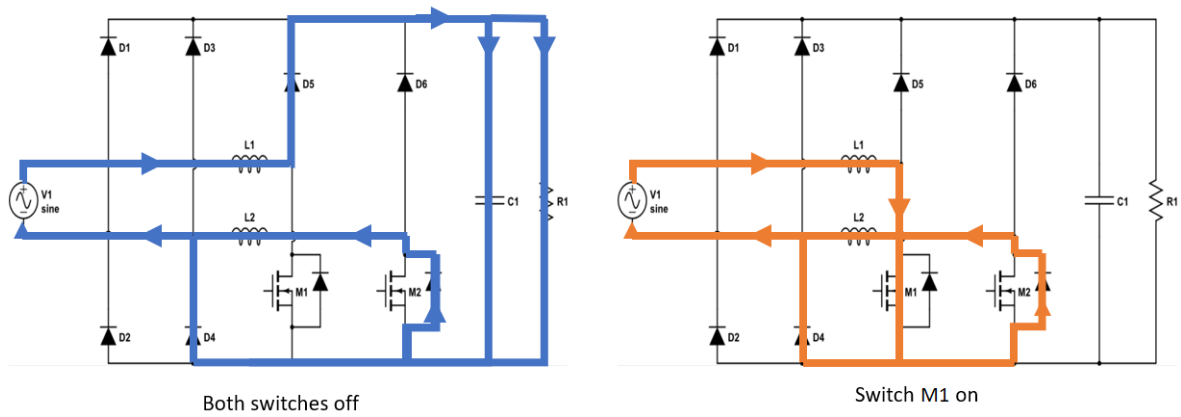 D1
D3
D5
D6
L1
V1
sine
C1
R1
L2
M1
M2
D2
D4
Both switches off
D1
D3
D5
D6
L1
V1
sine
C1
R1
L2
M1
M2
D2
D4
Switch M1 on